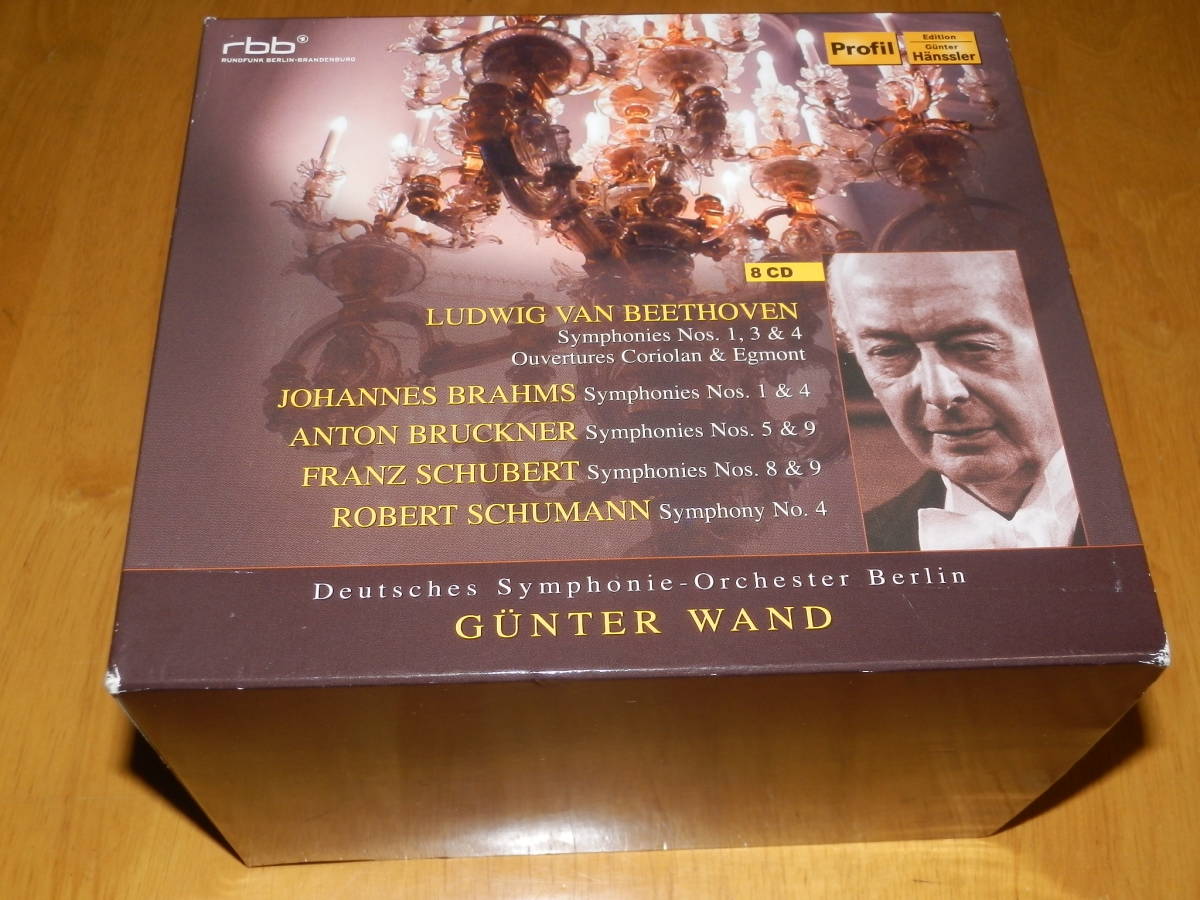 rbb
RUNDFUNK BERLIN-BRANDENBURG
Profil
Edition
Günter
Hänssler
8 CD
LUDWIG VAN BEETHOVEN
Symphonies Nos. 1, 3 & 4
Ouvertures Coriolan & Egmont
JOHANNES BRAHMS Symphonies Nos. 1 & 4
ANTON BRUCKNER Symphonies Nos. 5 & 9
FRANZ SCHUBERT Symphonies Nos. 8 & 9
ROBERT SCHUMANN Symphony No. 4
Deutsches Symphonie-Orchester Berlin
GÜNTER WAND